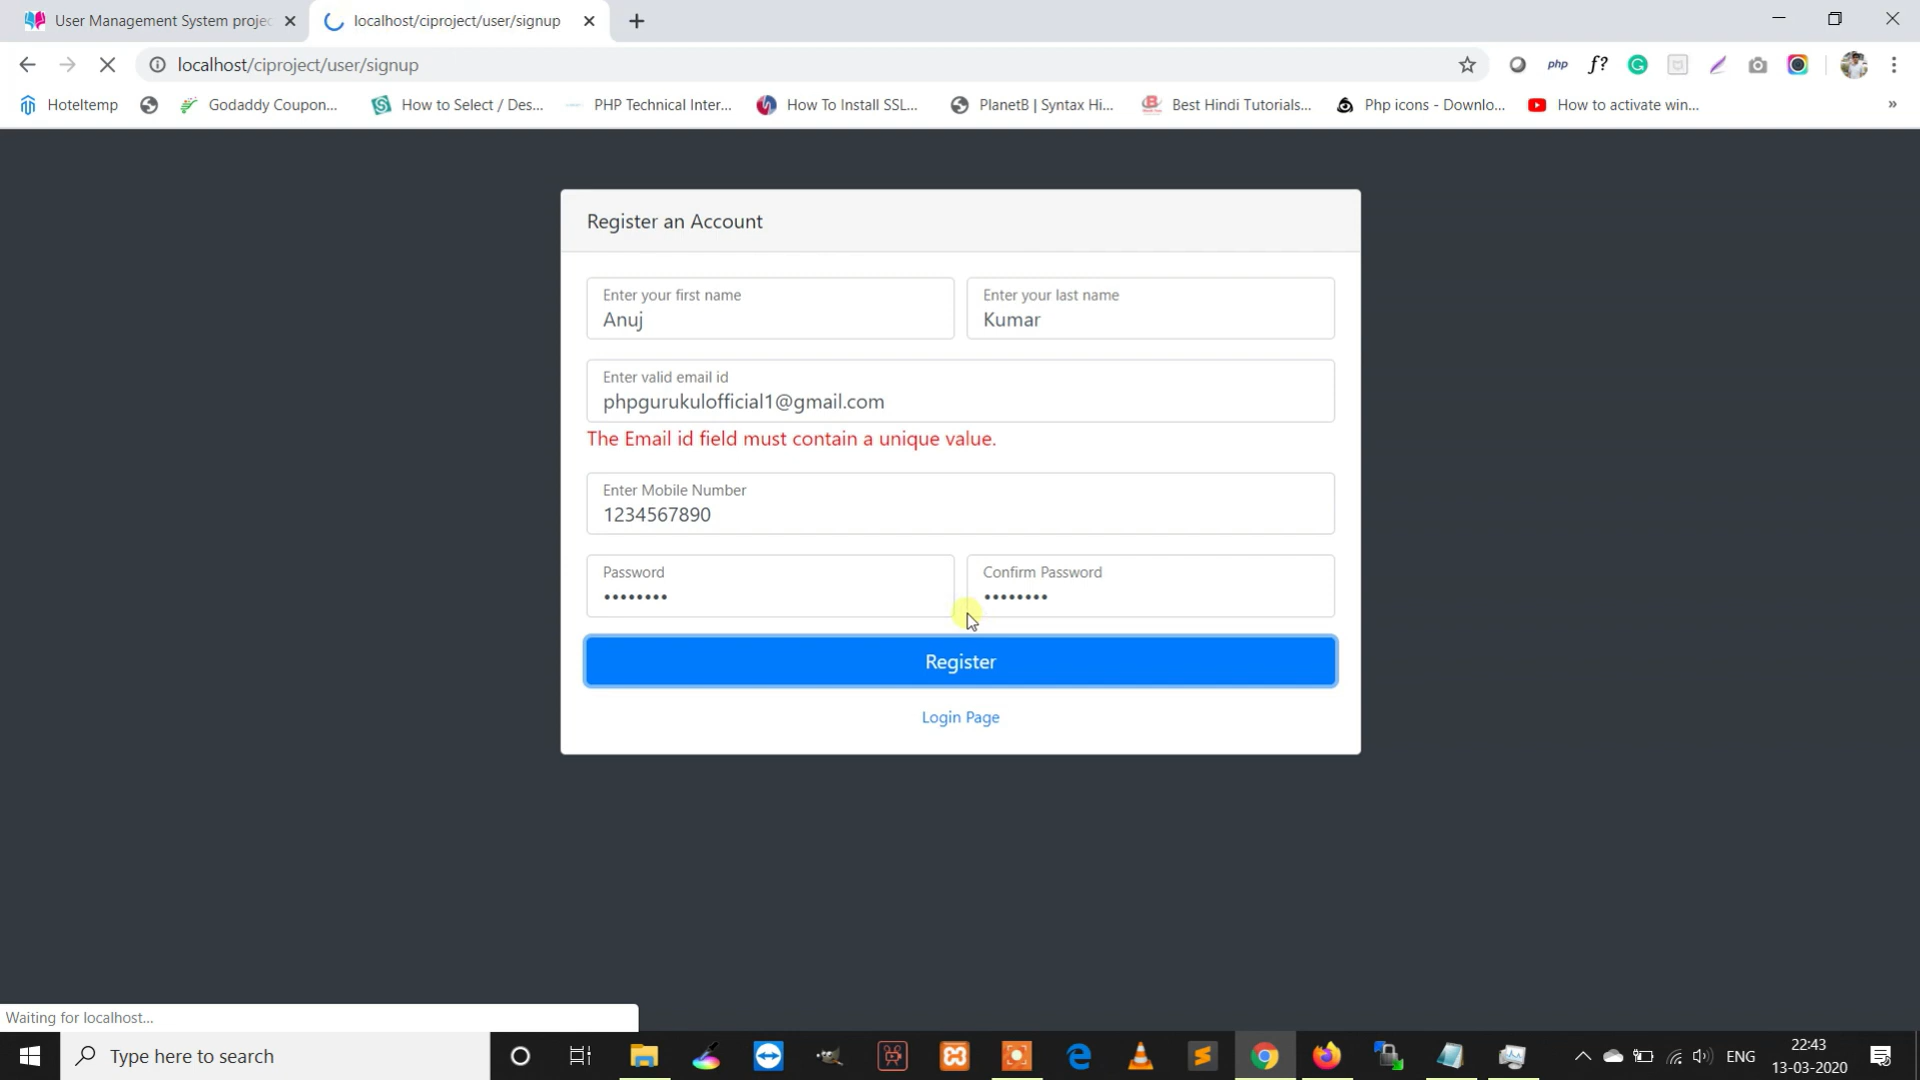 User Management System projec
localhost/ciproject/user/signup
localhost/ciproject/user/signup
php
f?
Hoteltemp
Godaddy Coupon...
How to Select / Des...
PHP Technical Inter...
How To Install SSL...
PlanetB | Syntax Hi...
Best Hindi Tutorials...
Php icons - Downlo...
How to activate win...
»
Register an Account
Enter your first name
Anuj
Enter your last name
Kumar
Enter valid email id
phpgurukulofficial1@gmail.com
The Email id field must contain a unique value.
Enter Mobile Number
1234567890
Password
••••••••
Confirm Password
••••••••
Register
Login Page
Waiting for localhost...
Type here to search
ENG
22:43
13-03-2020